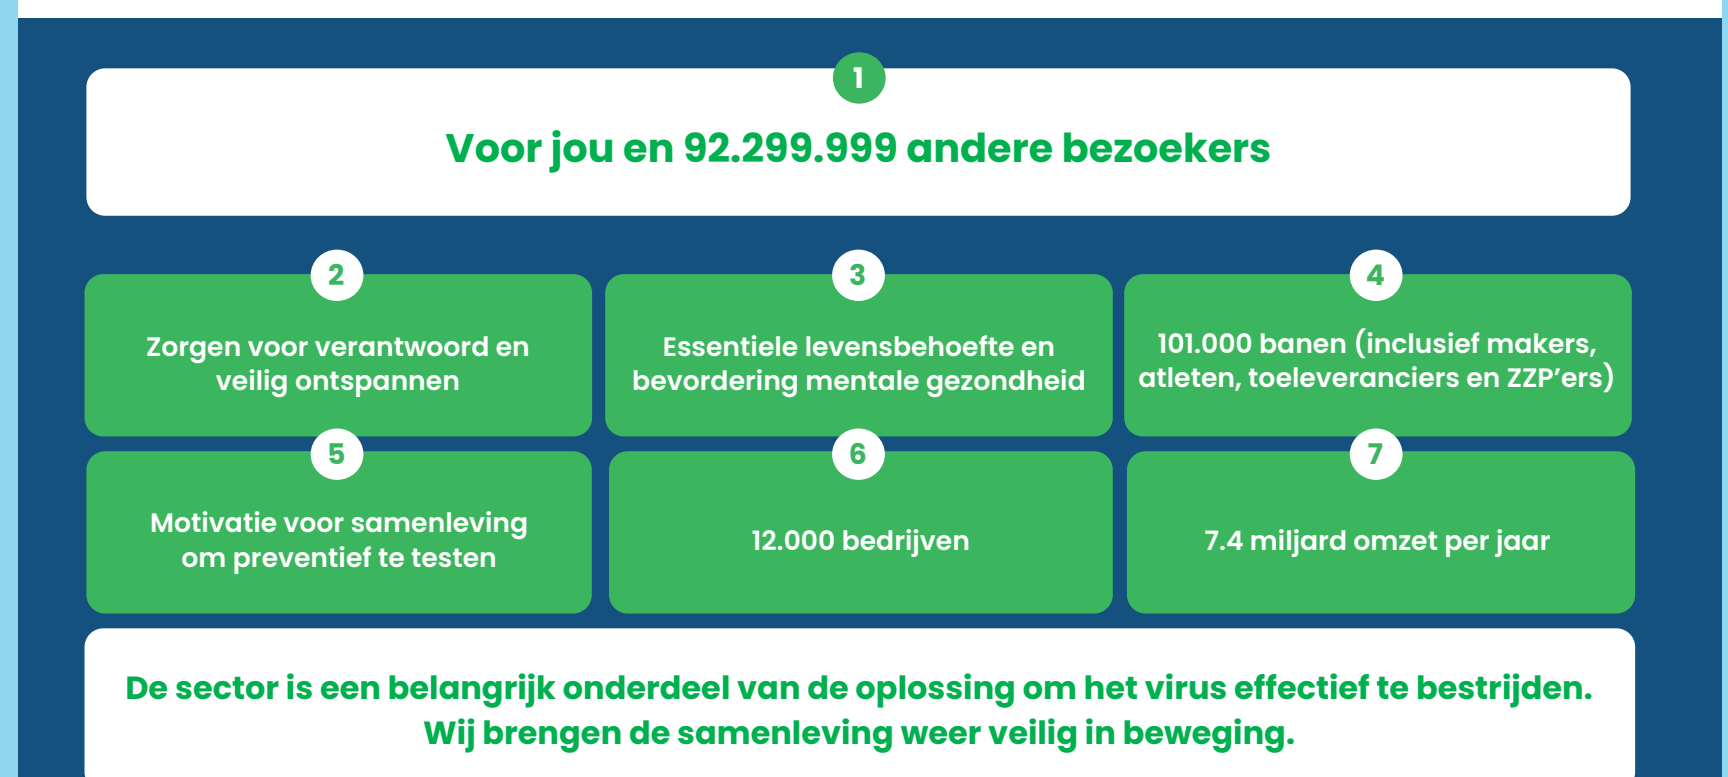 1
Voor jou en 92.299.999 andere bezoekers
2
Zorgen voor verantwoord en
veilig ontspannen
3
Essentiele levensbehoefte en
bevordering mentale gezondheid
4
101.000 banen (inclusief makers,
atleten, toeleveranciers en ZZP'ers)
5
Motivatie voor samenleving
om preventief te testen
6
12.000 bedrijven
7
7.4 miljard omzet per jaar
De sector is een belangrijk onderdeel van de oplossing om het virus effectief te bestrijden.
Wij brengen de samenleving weer veilig in beweging.